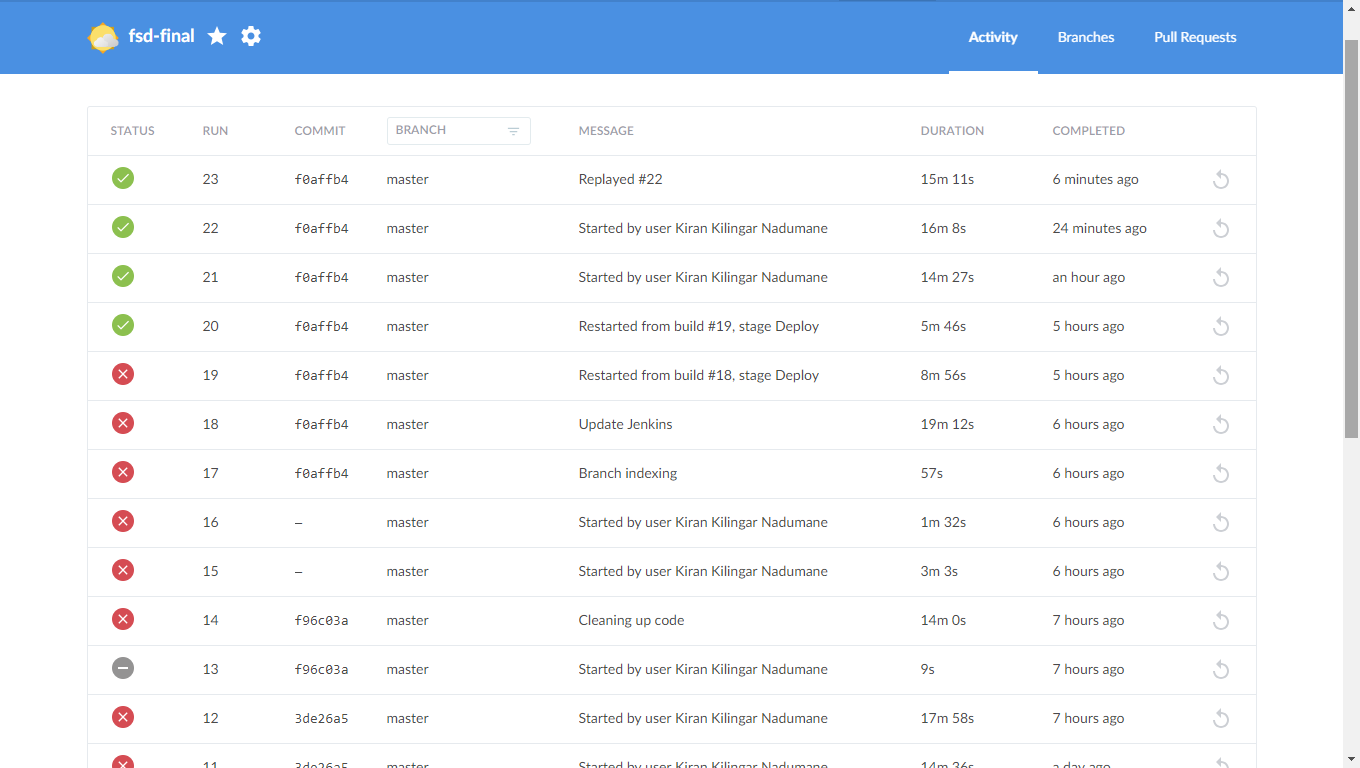 fsd-final Activity Branches Pull Requests
STATUS RUN COMMIT BRANCH MESSAGE DURATION COMPLETED
23 f0affb4 master Replayed #22 15m 11s 6 minutes ago
22 f0affb4 master Started by user Kiran Kilingar Nadumane 16m 8s 24 minutes ago
21 f0affb4 master Started by user Kiran Kilingar Nadumane 14m 27s an hour ago
20 f0affb4 master Restarted from build #19, stage Deploy 5m 46s 5 hours ago
19 f0affb4 master Restarted from build #18, stage Deploy 8m 56s 5 hours ago
18 f0affb4 master Update Jenkins 19m 12s 6 hours ago
17 f0affb4 master Branch indexing 57s 6 hours ago
16 – master Started by user Kiran Kilingar Nadumane 1m 32s 6 hours ago
15 – master Started by user Kiran Kilingar Nadumane 3m 3s 6 hours ago
14 f96c03a master Cleaning up code 14m 0s 7 hours ago
13 f96c03a master Started by user Kiran Kilingar Nadumane 9s 7 hours ago
12 3de26a5 master Started by user Kiran Kilingar Nadumane 17m 58s 7 hours ago
11 3de26a5 master Started by user Kiran Kilingar Nadumane 14m 36s a day ago